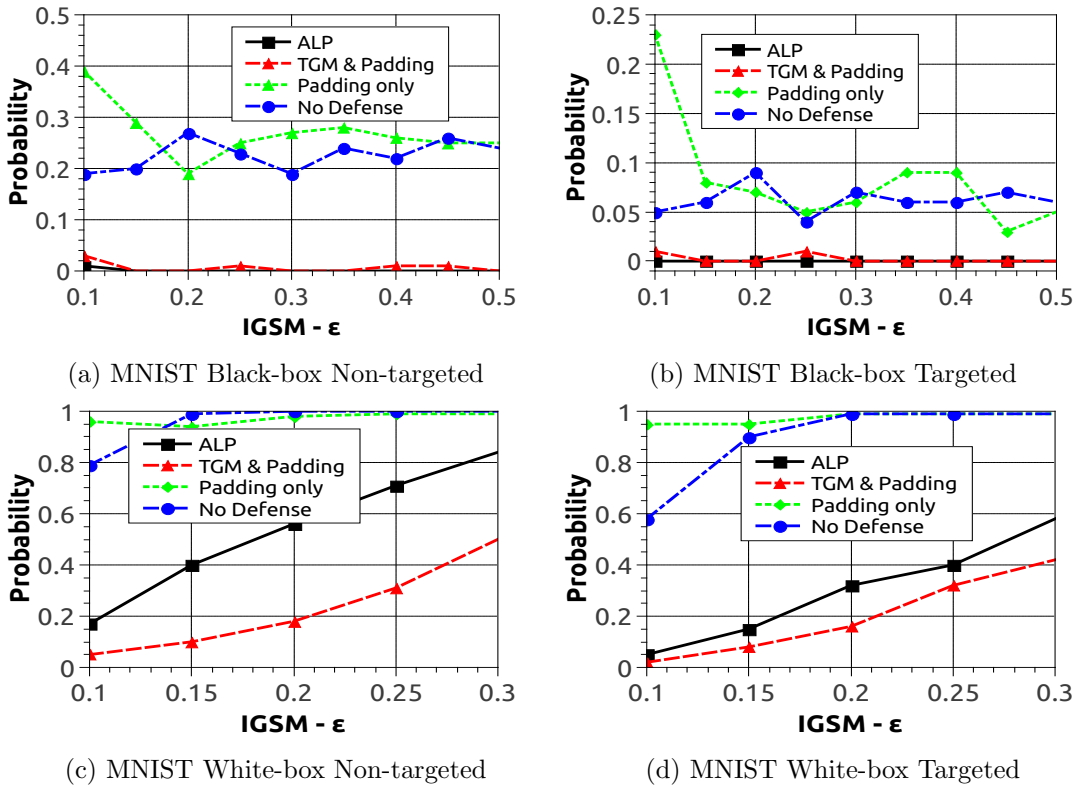 0.5
0.4
0.3
0.2
0.1
0
Probability
ALP
TGM & Padding
Padding only
No Defense
0.1 0.2 0.3 0.4 0.5
IGSM - ε
(a) MNIST Black-box Non-targeted
0.25
0.2
0.15
0.1
0.05
0
Probability
ALP
TGM & Padding
Padding only
No Defense
0.1 0.2 0.3 0.4 0.5
IGSM - ε
(b) MNIST Black-box Targeted
1
0.8
0.6
0.4
0.2
0
Probability
ALP
TGM & Padding
Padding only
No Defense
0.1 0.15 0.2 0.25 0.3
IGSM - ε
(c) MNIST White-box Non-targeted
1
0.8
0.6
0.4
0.2
0
Probability
ALP
TGM & Padding
Padding only
No Defense
0.1 0.15 0.2 0.25 0.3
IGSM - ε
(d) MNIST White-box Targeted